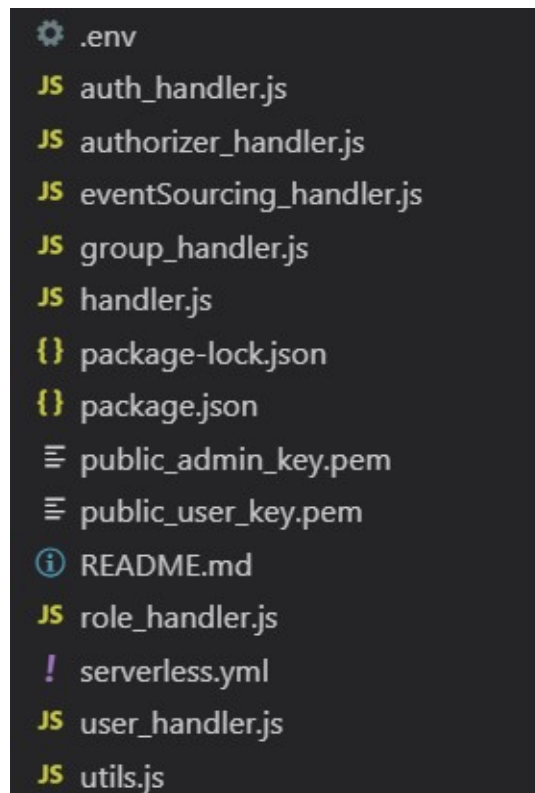 .env
JS auth_handler.js
JS authorizer_handler.js
JS eventSourcing_handler.js
JS group_handler.js
JS handler.js
{} package-lock.json
{} package.json
public_admin_key.pem
public_user_key.pem
README.md
JS role_handler.js
! serverless.yml
JS user_handler.js
JS utils.js